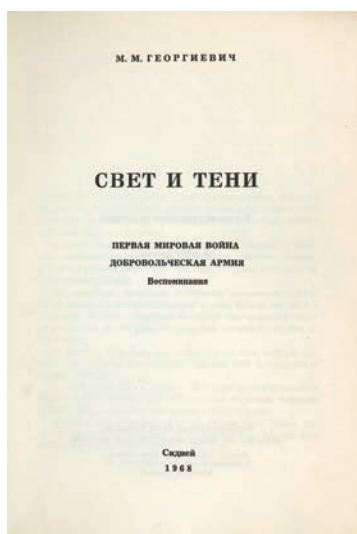 М. М. ГЕОРГИЕВИЧ
СВЕТ И ТЕНИ
ПЕРВАЯ МИРОВАЯ ВОЙНА
ДОБРОВОЛЬЧЕСКАЯ АРМИЯ
Воспоминания
Сидней
1968